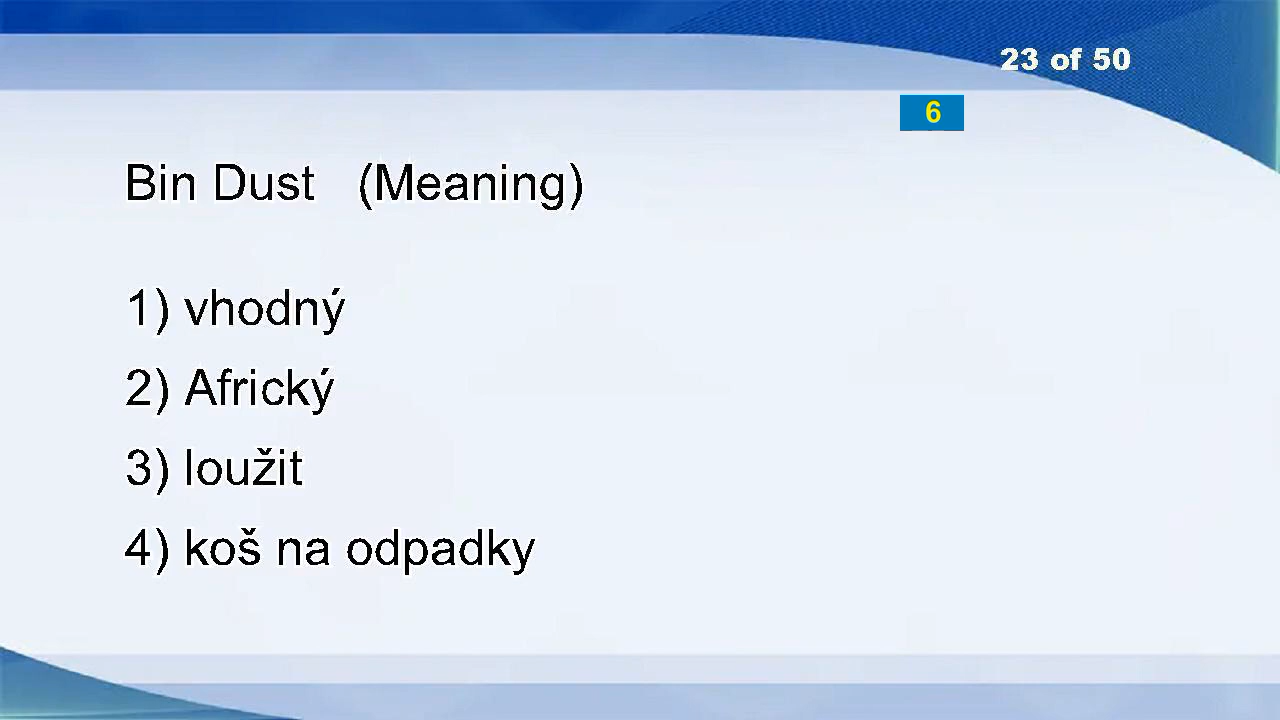 23 of 50
6
Bin Dust (Meaning)
1) vhodný
2) Africký
3) loužit
4) koš na odpadky